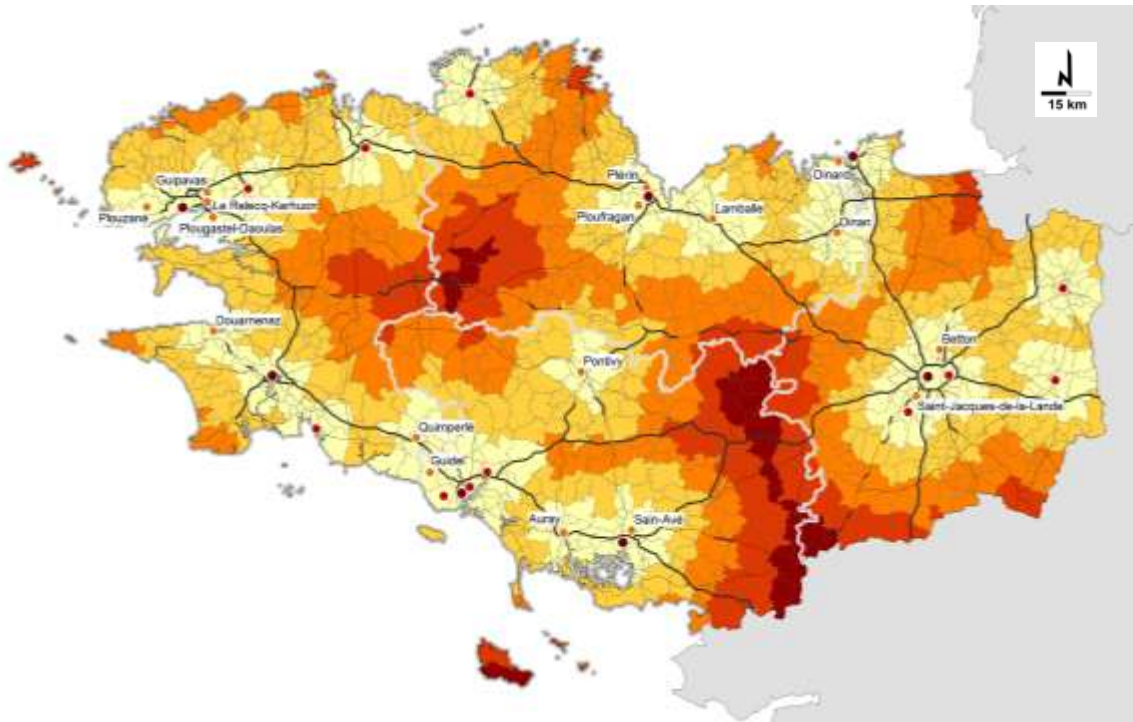 N
15 km
Plérin
Dinard
Guipavas
Le Relecq-Kerhuon
Plouzané
Plougastel-Daoulas
Ploufragan
Lamballe
Dinan
Douarnenez
Betton
Pontivy
Saint-Jacques-de-la-Lande
Quimperlé
Guidel
Auray
Sain-Avé